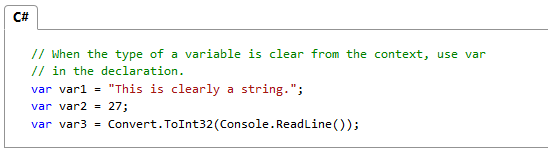 C#
// When the type of a variable is clear from the context, use var
// in the declaration.
var var1 = "This is clearly a string.";
var var2 = 27;
var var3 = Convert.ToInt32(Console.ReadLine());